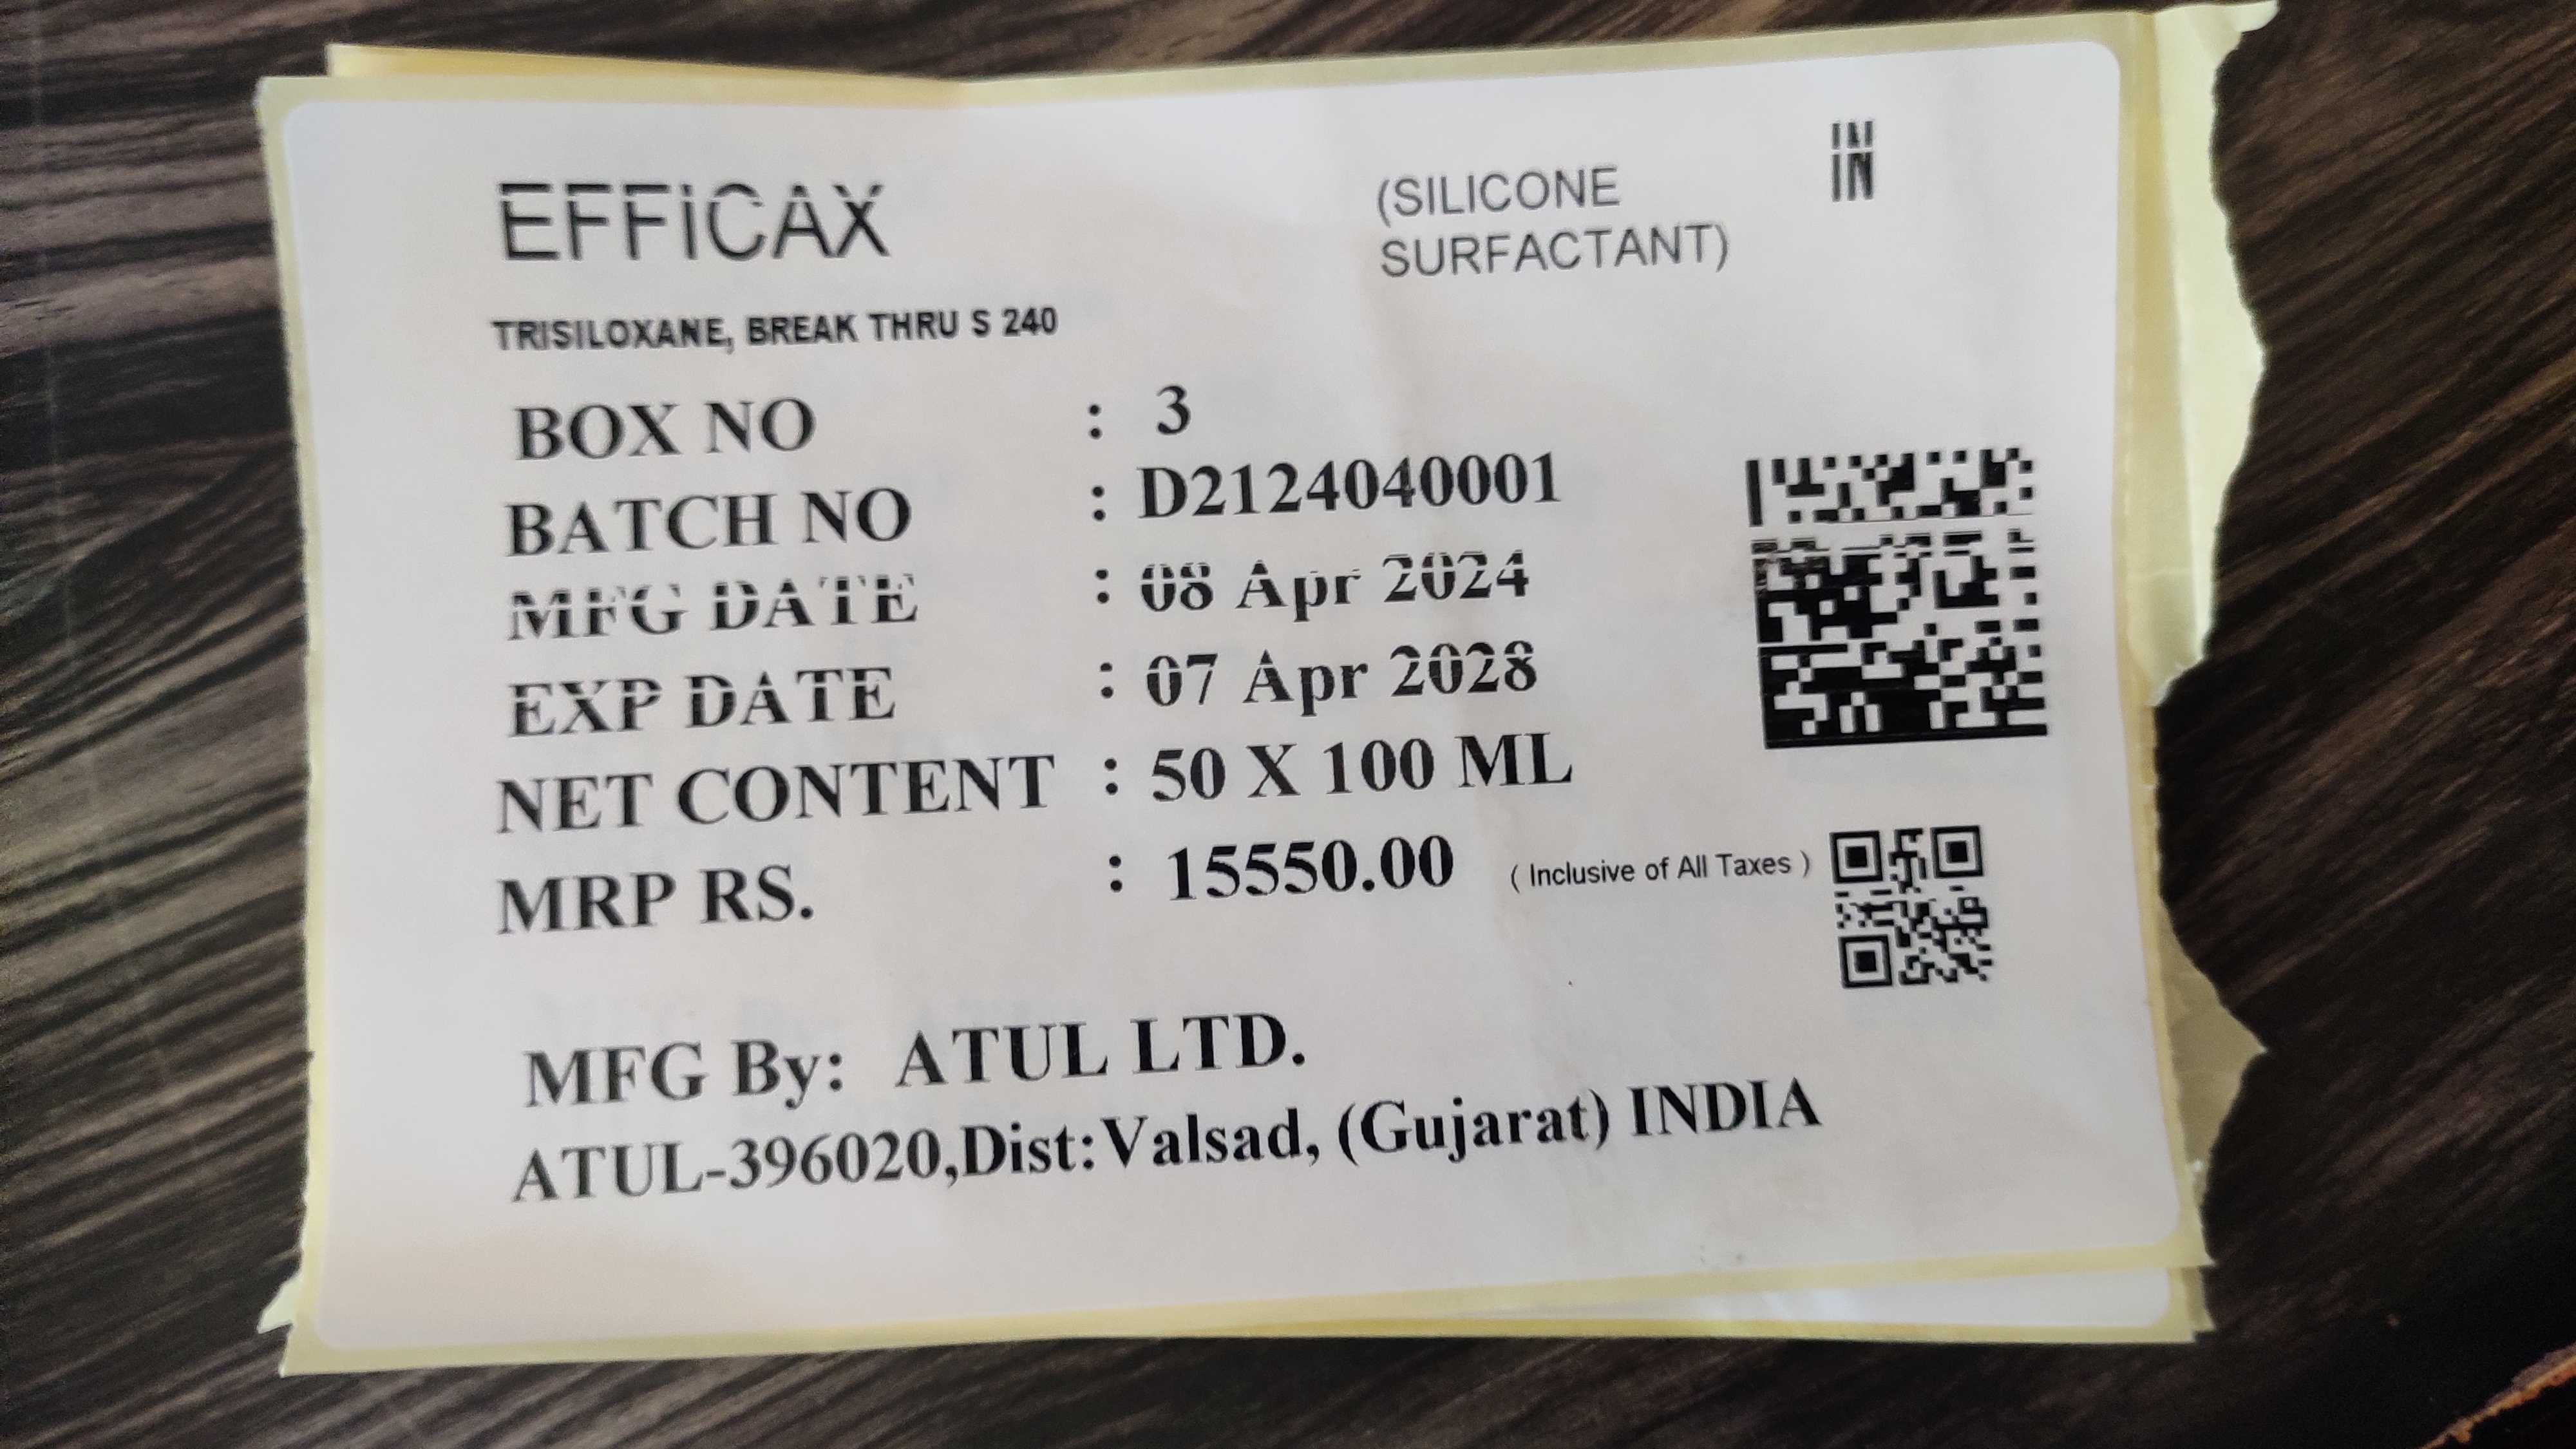 EFFICAX
(SILICONE
SURFACTANT)
IN
TRISILOXANE, BREAK THRU S 240
BOX NO : 3
BATCH NO : D2124040001
MFG DATE : 08 Apr 2024
EXP DATE : 07 Apr 2028
NET CONTENT : 50 X 100 ML
MRP RS. : 15550.00 ( Inclusive of All Taxes )
MFG By: ATUL LTD.
ATUL-396020,Dist:Valsad, (Gujarat) INDIA